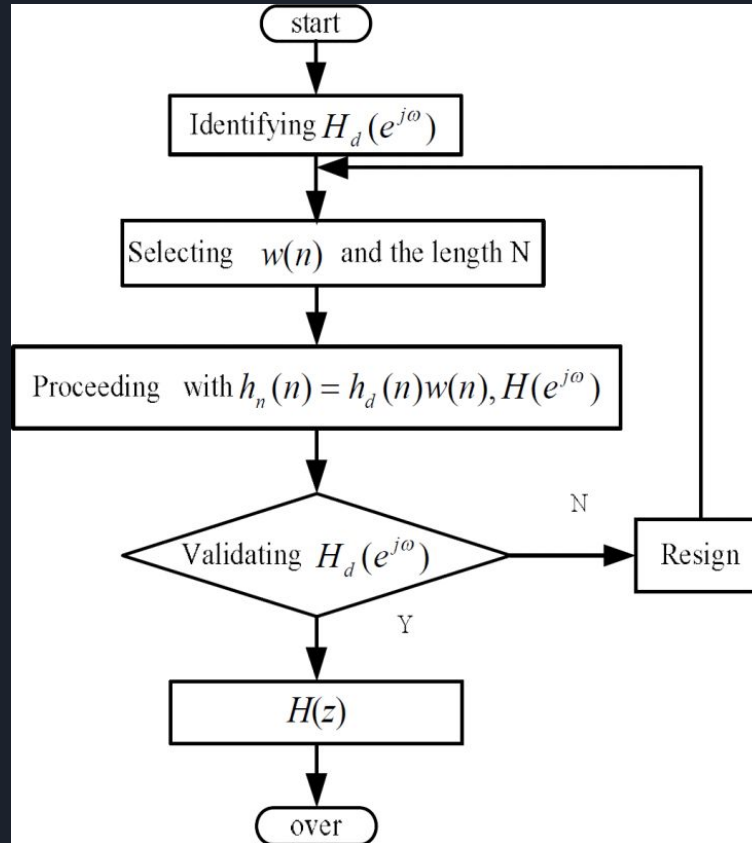 start
Identifying H_d(e^{jω})
Selecting w(n) and the length N
Proceeding with h_n(n) = h_d(n)w(n), H(e^{jω})
N
Validating H_d(e^{jω})
Resign
Y
H(z)
over